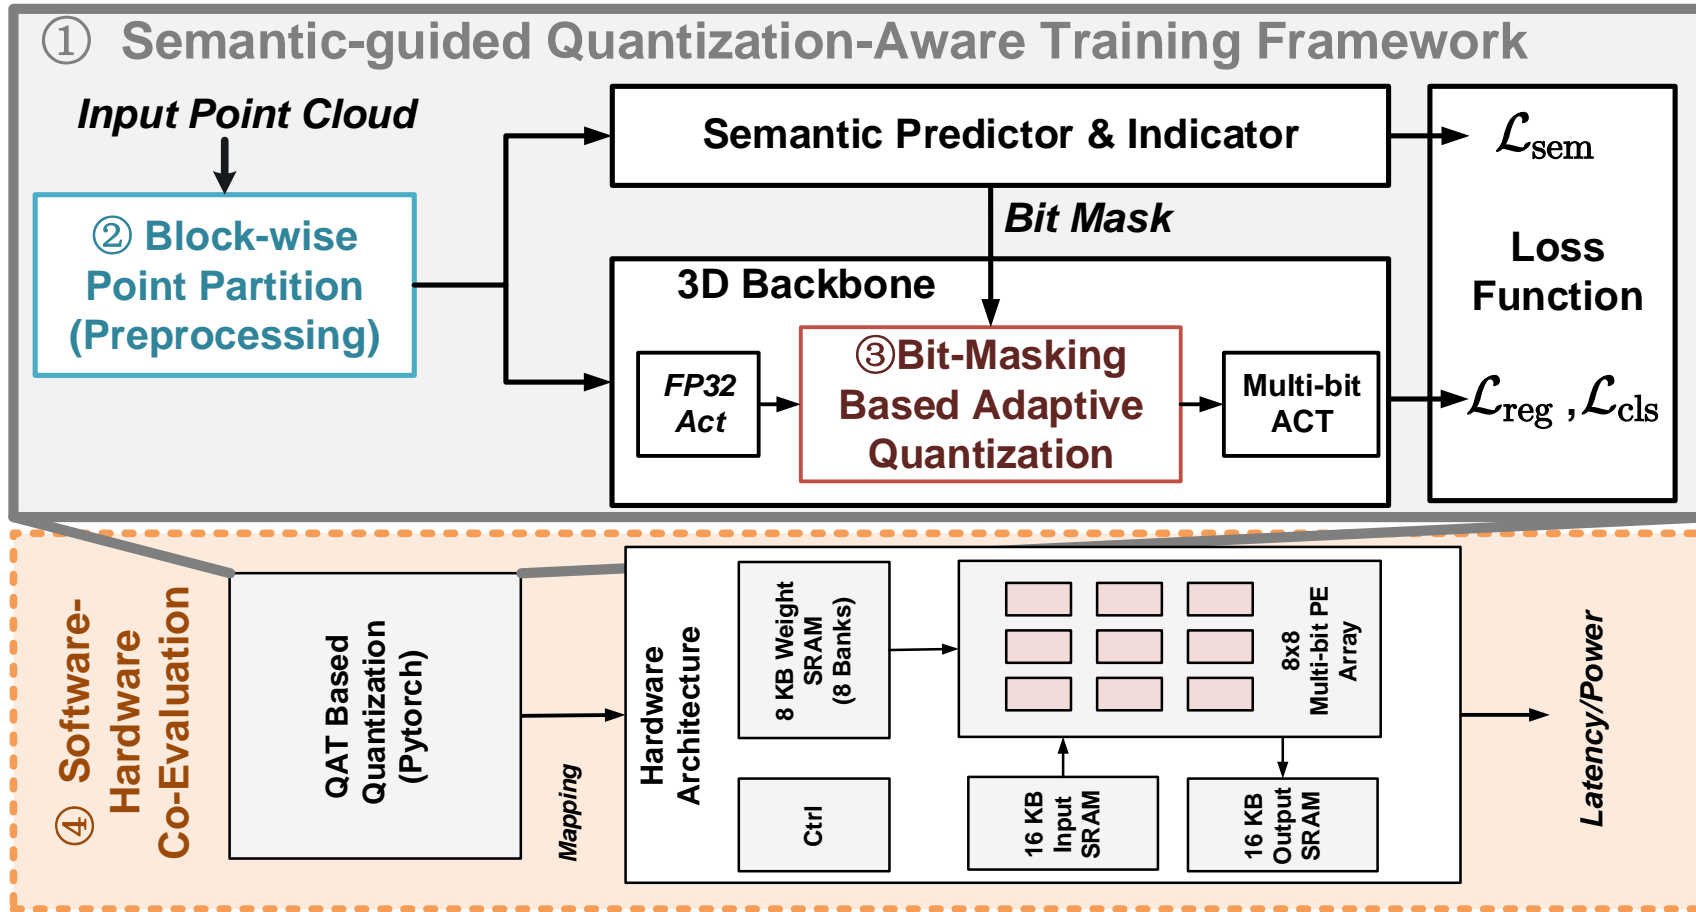 ① Semantic-guided Quantization-Aware Training Framework
Input Point Cloud
② Block-wise
Point Partition
(Preprocessing)
Semantic Predictor & Indicator
Bit Mask
3D Backbone
FP32
Act
③Bit-Masking
Based Adaptive
Quantization
Multi-bit
ACT
ℒsem
Loss
Function
ℒreg , ℒcls
④ Software-
Hardware
Co-Evaluation
QAT Based
Quantization
(Pytorch)
Mapping
Hardware
Architecture
8 KB Weight
SRAM
(8 Banks)
Ctrl
8x8
Multi-bit PE
Array
16 KB
Input
SRAM
16 KB
Output
SRAM
Latency/Power